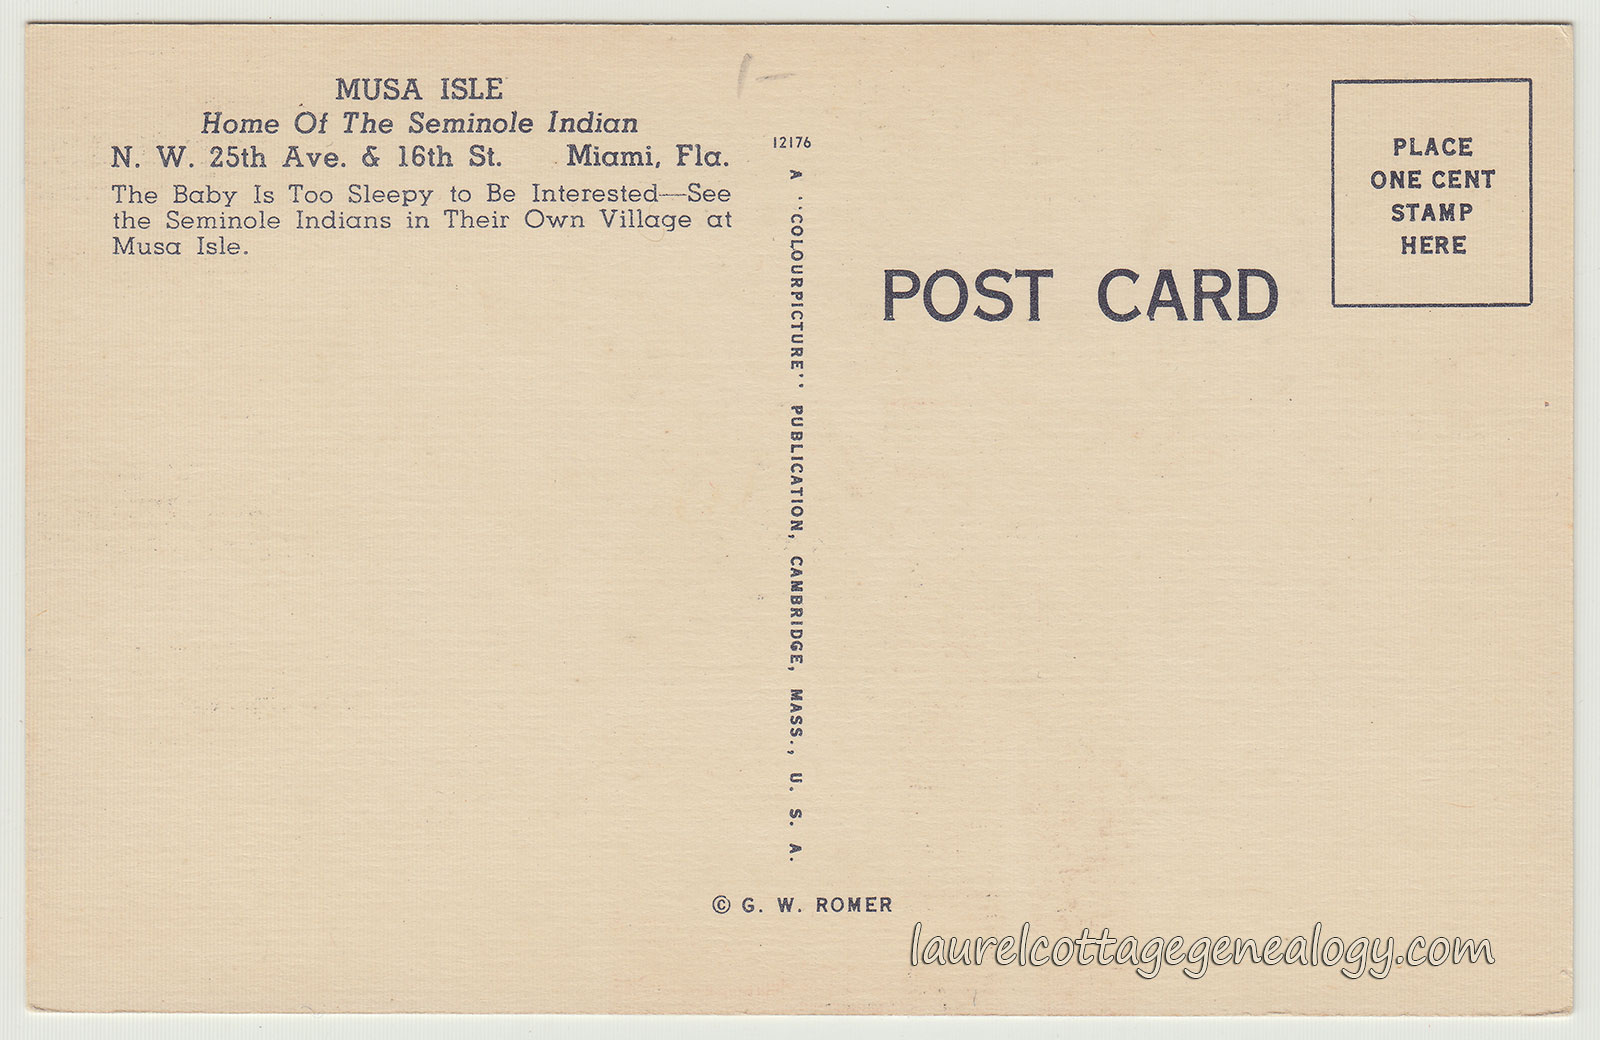 MUSA ISLE
Home Of The Seminole Indian
N. W. 25th Ave. & 16th St. Miami, Fla.
The Baby Is Too Sleepy to Be Interested—See
the Seminole Indians in Their Own Village at
Musa Isle.
1-
12176
A "COLOURPICTURE" PUBLICATION, CAMBRIDGE, MASS., U. S. A.
© G. W. ROMER
POST CARD
PLACE
ONE CENT
STAMP
HERE
laurelcottagegenealogy.com